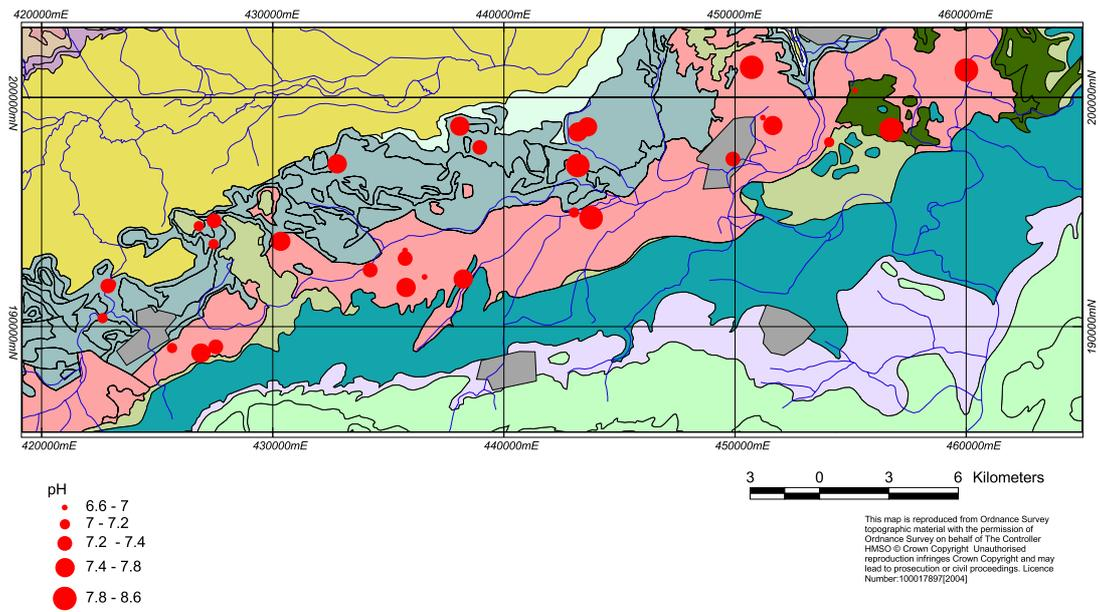 420000mE 430000mE 440000mE 450000mE 460000mE
200000mN 200000mN
190000mN 190000mN
420000mE 430000mE 440000mE 450000mE 460000mE
pH
6.6 - 7
7 - 7.2
7.2 - 7.4
7.4 - 7.8
7.8 - 8.6
3 0 3 6 Kilometers
This map is reproduced from Ordnance Survey
topographic material with the permission of
Ordnance Survey on behalf of The Controller
HMSO © Crown Copyright Unauthorised
reproduction infringes Crown Copyright and may
lead to prosecution or civil proceedings. Licence
Number:100017897[2004]